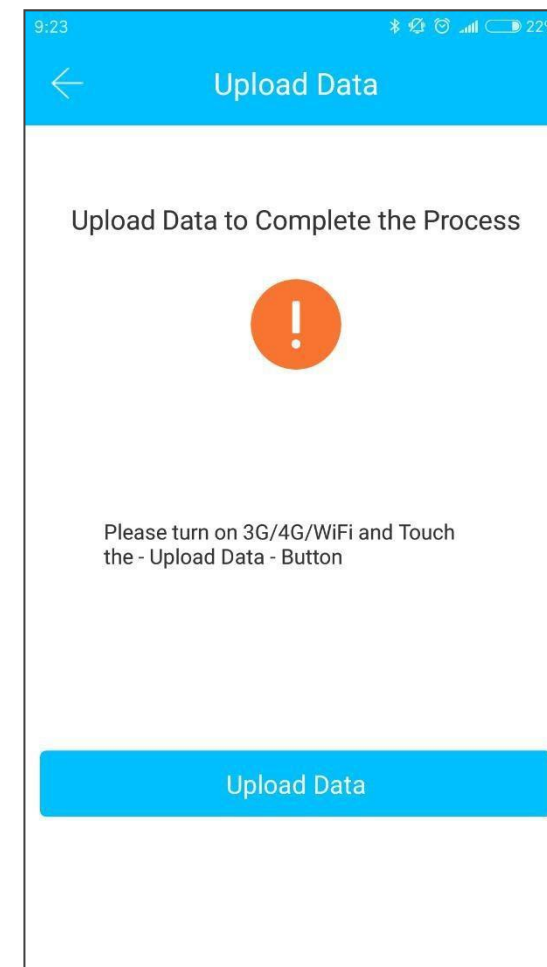 9:23
22%
Upload Data
Upload Data to Complete the Process
!
Please turn on 3G/4G/WiFi and Touch
the - Upload Data - Button
Upload Data